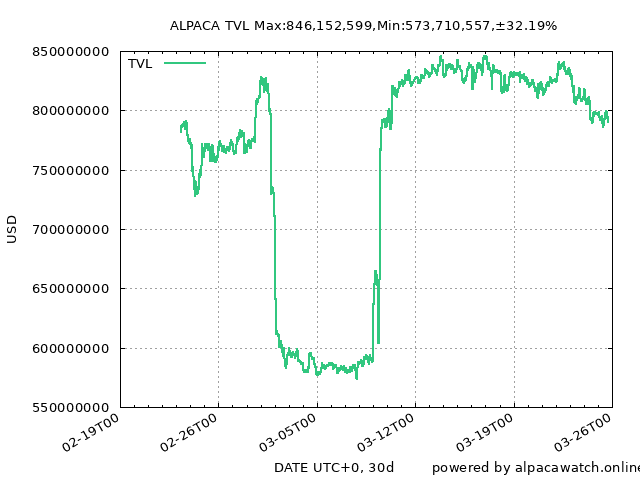 ALPACA TVL Max:846,152,599,Min:573,710,557,±32.19%
TVL
850000000
800000000
750000000
700000000
650000000
600000000
550000000
USD
02-19T00
02-26T00
03-05T00
03-12T00
03-19T00
03-26T00
DATE UTC+0, 30d
powered by alpacawatch.online